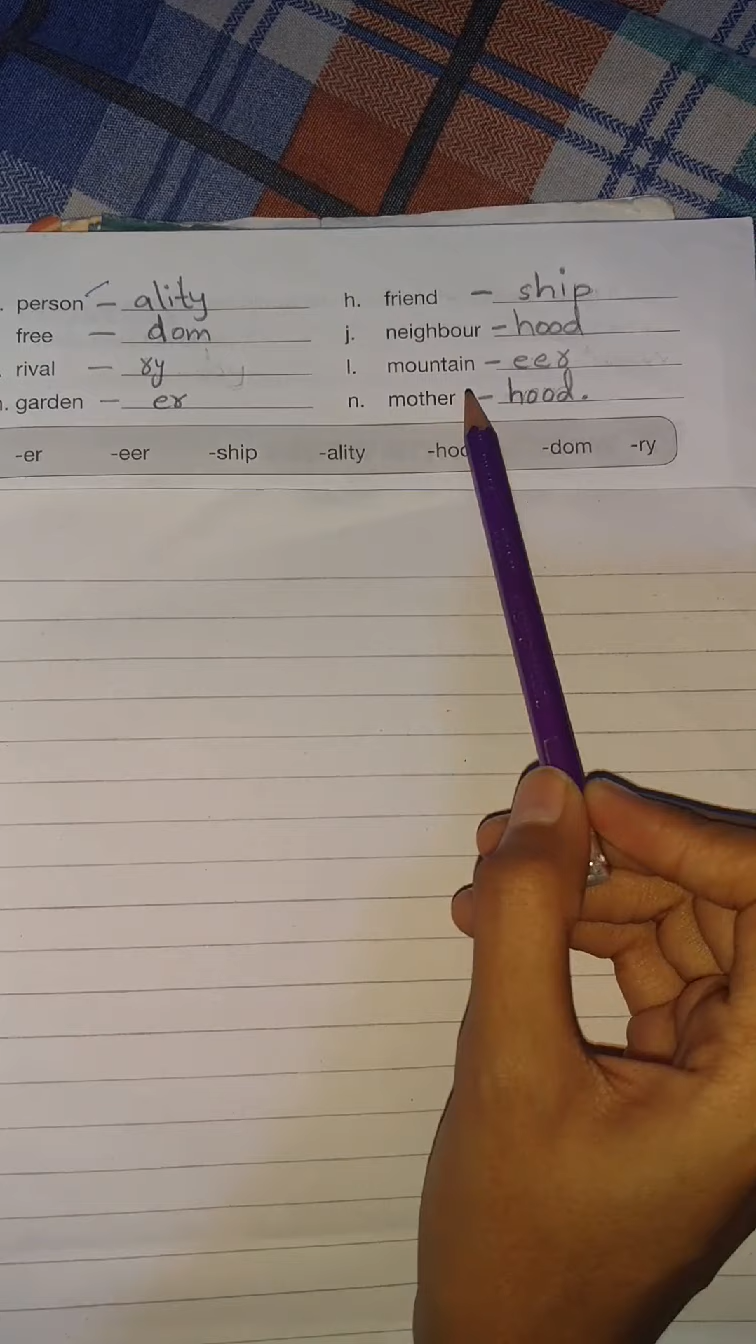 . person – ality h. friend – ship
free – dom j. neighbour – hood
rival – ry l. mountain – eer
. garden – er n. mother – hood.
-er -eer -ship -ality -hoo -dom -ry